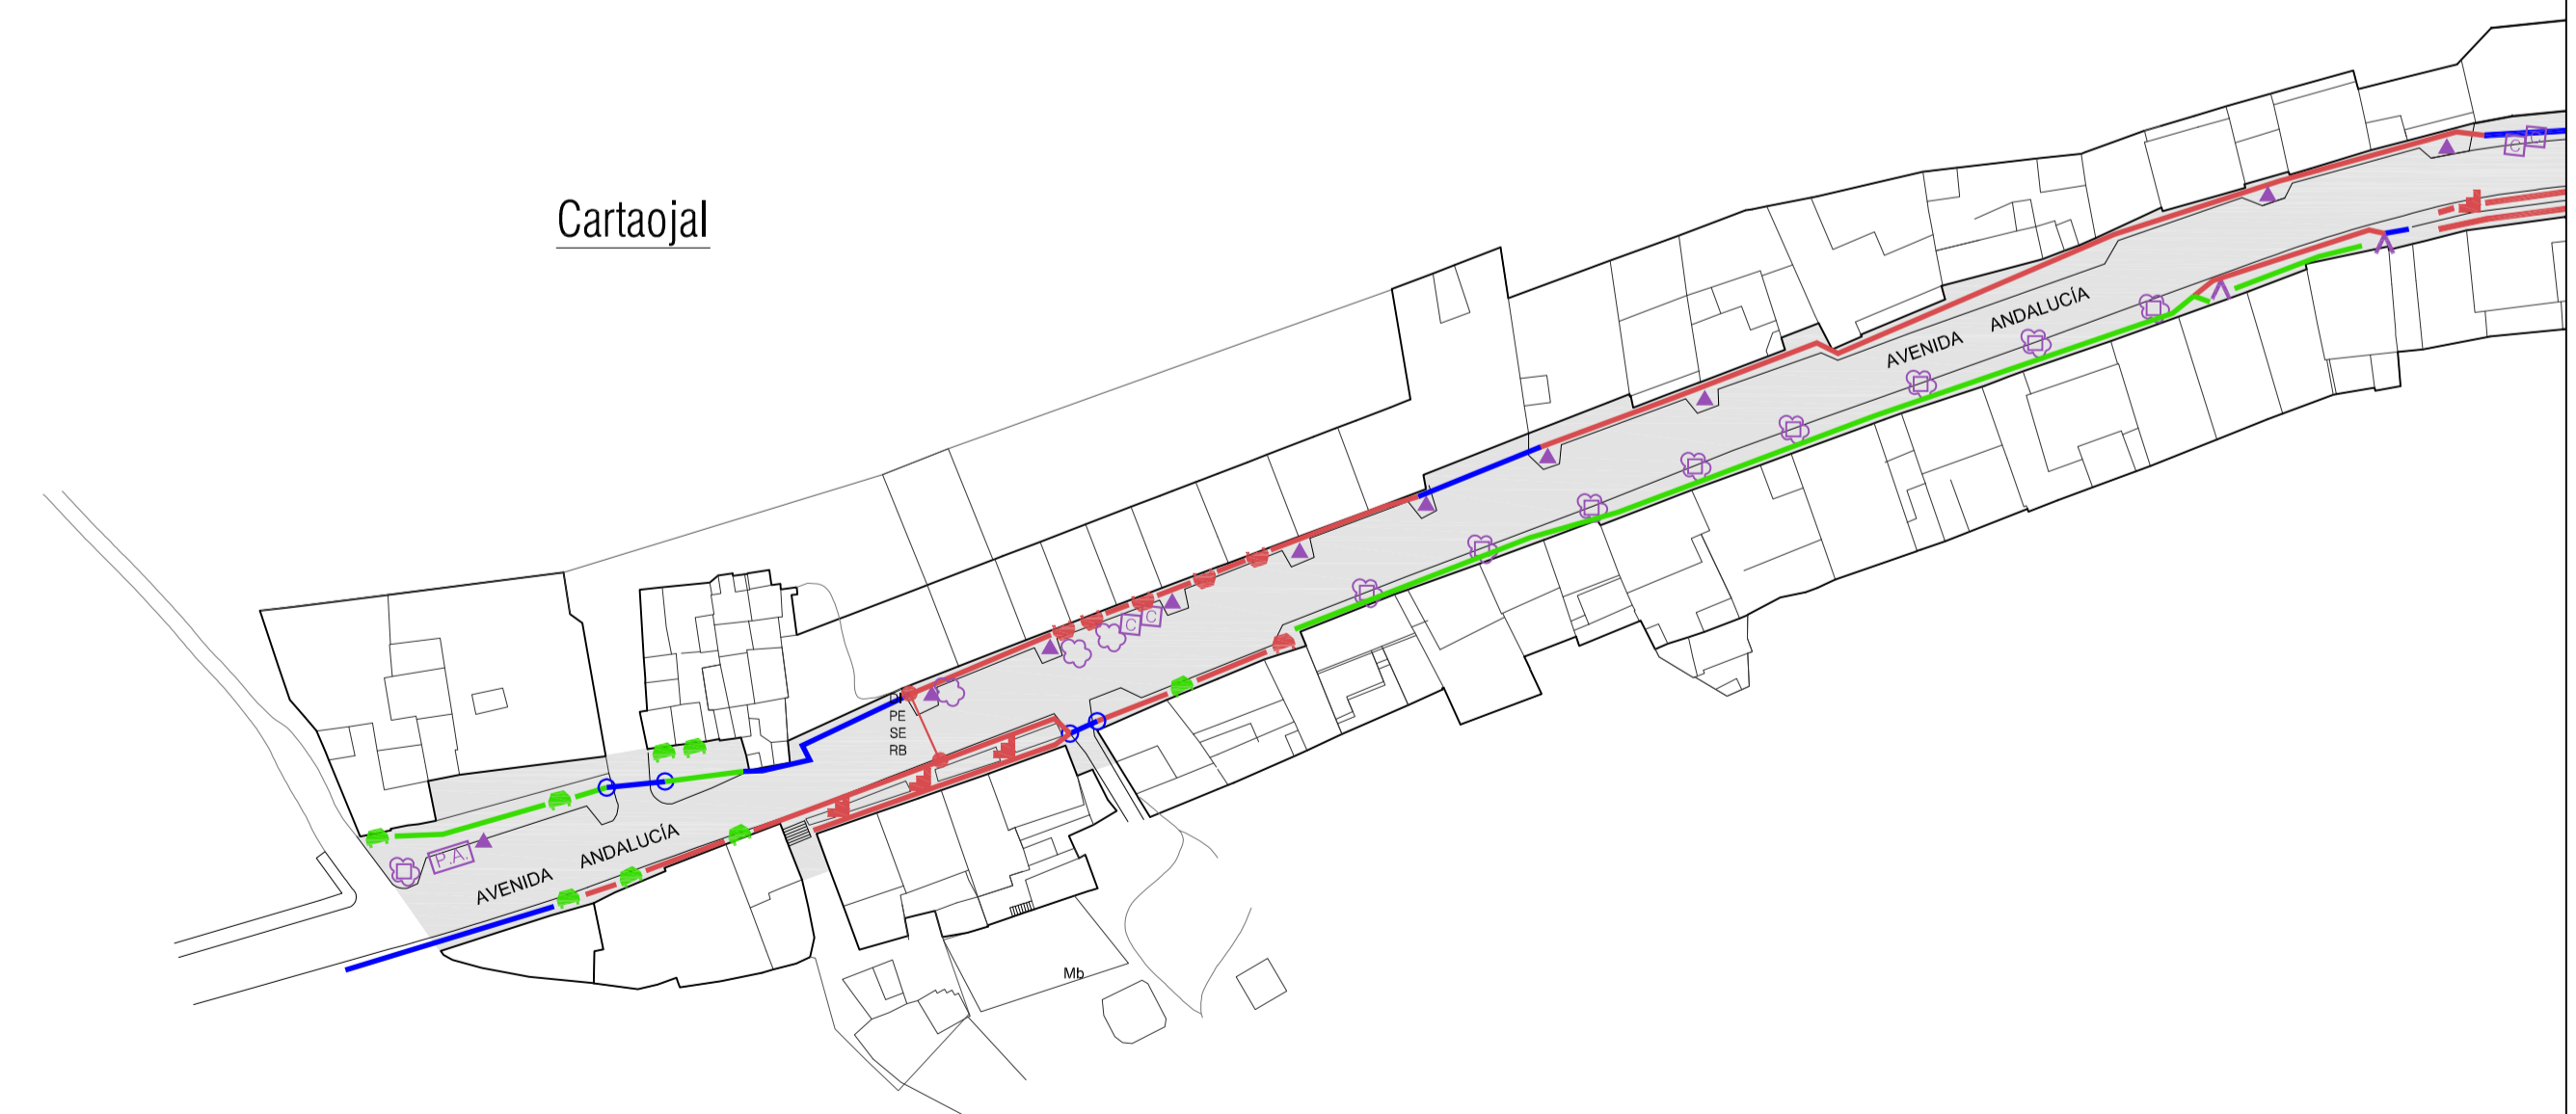 Cartaojal
C
AVENIDA ANDALUCÍA
C C
PE
SE
RB
P.A.
AVENIDA ANDALUCÍA
Mb